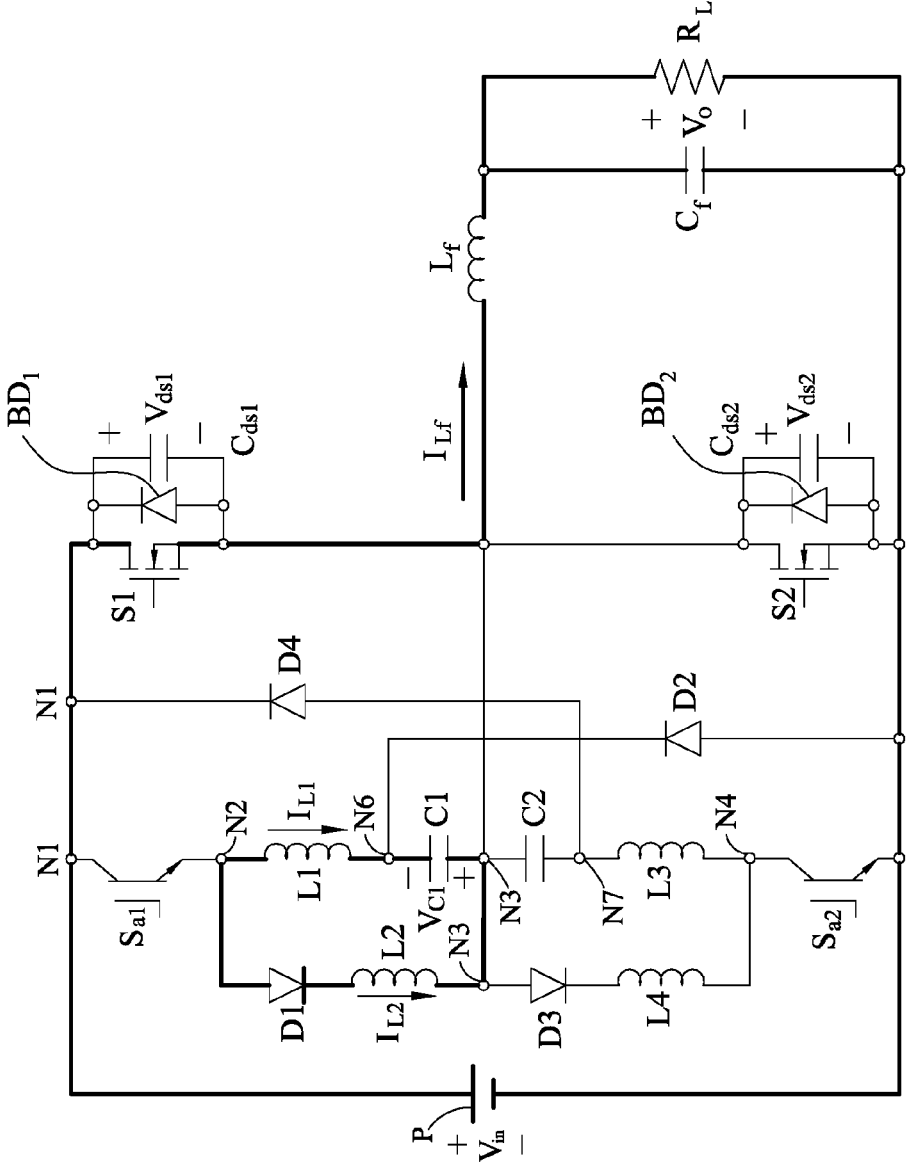 BD1
+
Vds1
−
Cds1
S1
N1
N1
D4
Sa1
N2
IL1
L1
N6
C1
−
VC1
+
D1
L2
IL2
N3
N3
C2
N7
L3
N4
D3
L4
Sa2
D2
P
+
Vin
−
ILf
Lf
RL
+
Vo
−
Cf
BD2
Cds2
+
Vds2
−
S2